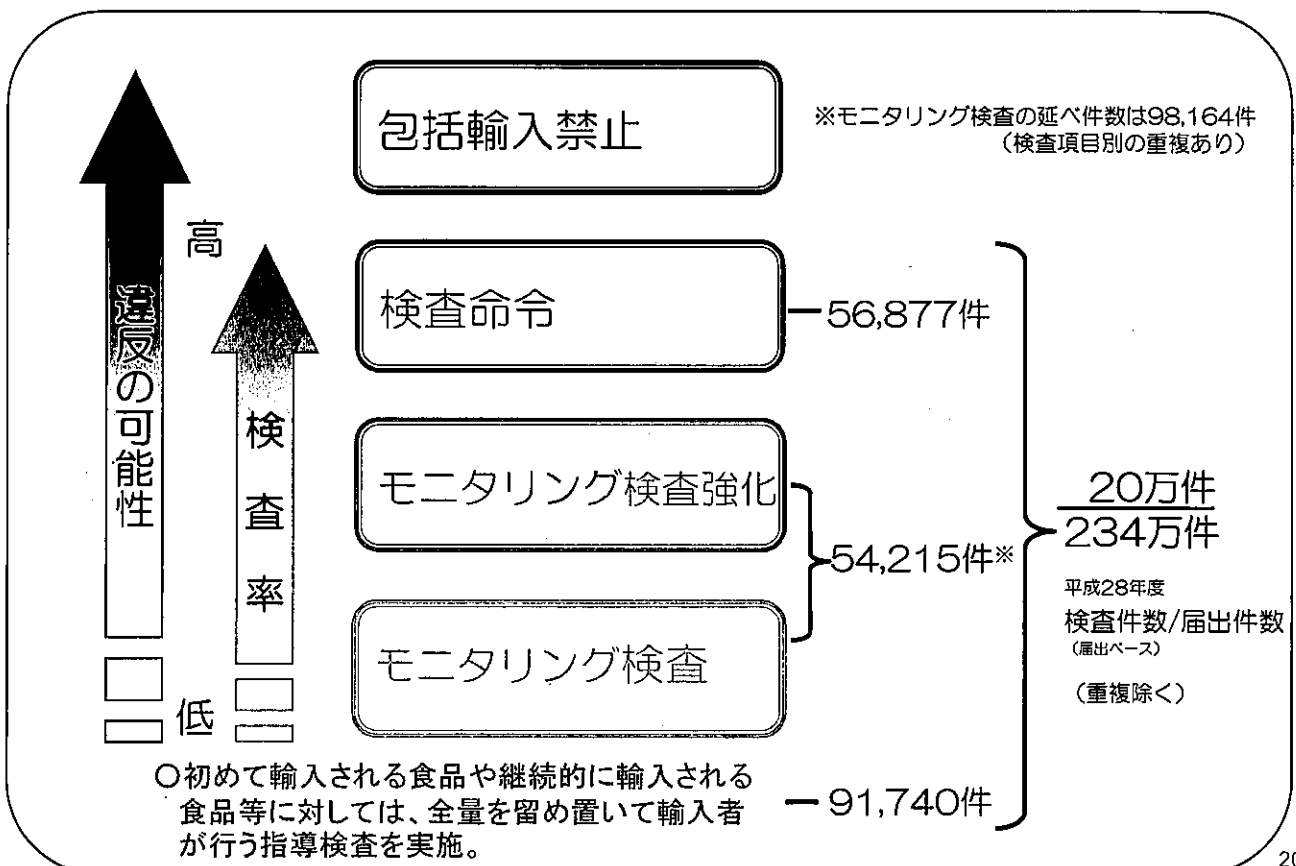 包括輸入禁止
※モニタリング検査の延べ件数は98,164件
(検査項目別の重複あり)
高
違反の可能性
検査率
検査命令
56,877件
モニタリング検査強化
54,215件※
モニタリング検査
低
20万件
234万件
平成28年度
検査件数/届出件数
(届出ベース)
(重複除く)
○初めて輸入される食品や継続的に輸入される
食品等に対しては、全量を留め置いて輸入者
が行う指導検査を実施。
91,740件
20